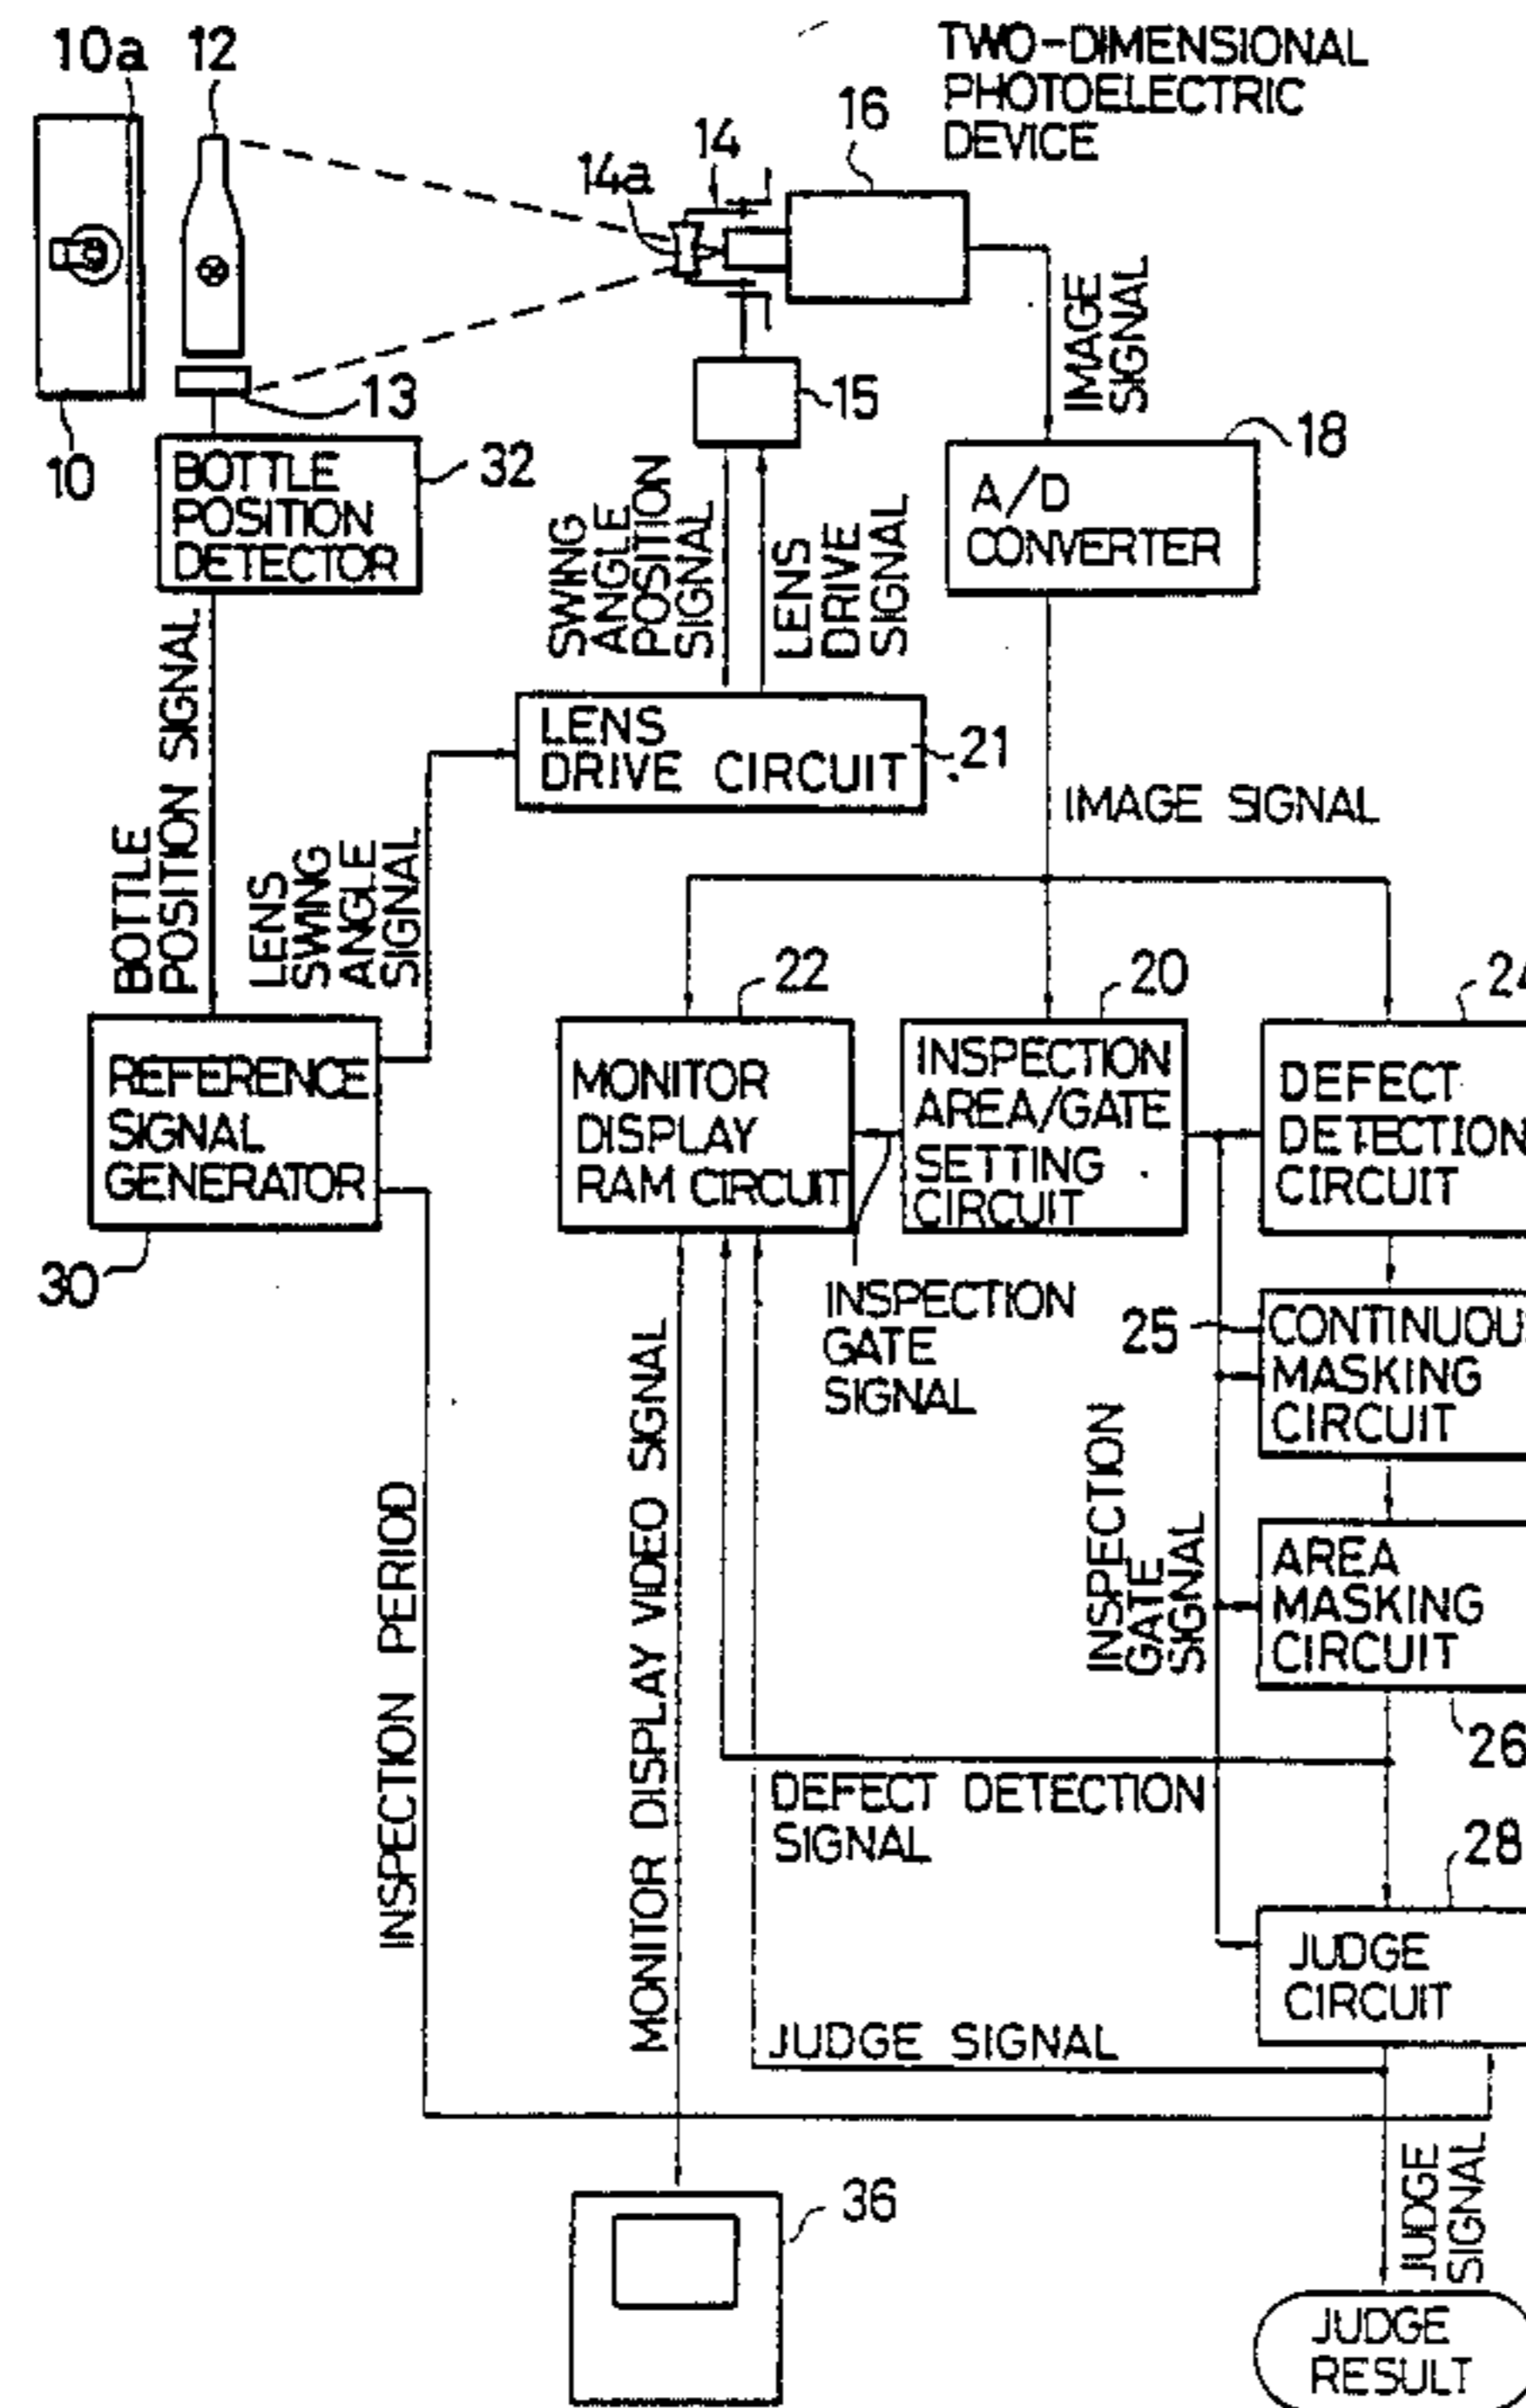 10a
12
TWO-DIMENSIONAL
PHOTOELECTRIC
DEVICE
16
14
14a
IMAGE
SIGNAL
13
15
10
18
BOTTLE
POSITION
DETECTOR
32
SWING
ANGLE
POSITION
SIGNAL
LENS
DRIVE
SIGNAL
A/D
CONVERTER
BOTTLE
POSITION SIGNAL
LENS
DRIVE CIRCUIT
21
IMAGE SIGNAL
LENS
SWING
ANGLE
SIGNAL
22
20
24
REFERENCE
SIGNAL
GENERATOR
30
MONITOR
DISPLAY
RAM CIRCUIT
INSPECTION
AREA/GATE
SETTING
CIRCUIT
DEFECT
DETECTION
CIRCUIT
INSPECTION
GATE
SIGNAL
25
CONTINUOU
MASKING
CIRCUIT
INSPECTION
GATE
SIGNAL
AREA
MASKING
CIRCUIT
26
INSPECTION PERIOD
MONITOR DISPLAY VIDEO SIGNAL
DEFECT DETECTION
SIGNAL
28
JUDGE
CIRCUIT
JUDGE SIGNAL
JUDGE
SIGNAL
36
JUDGE
RESULT